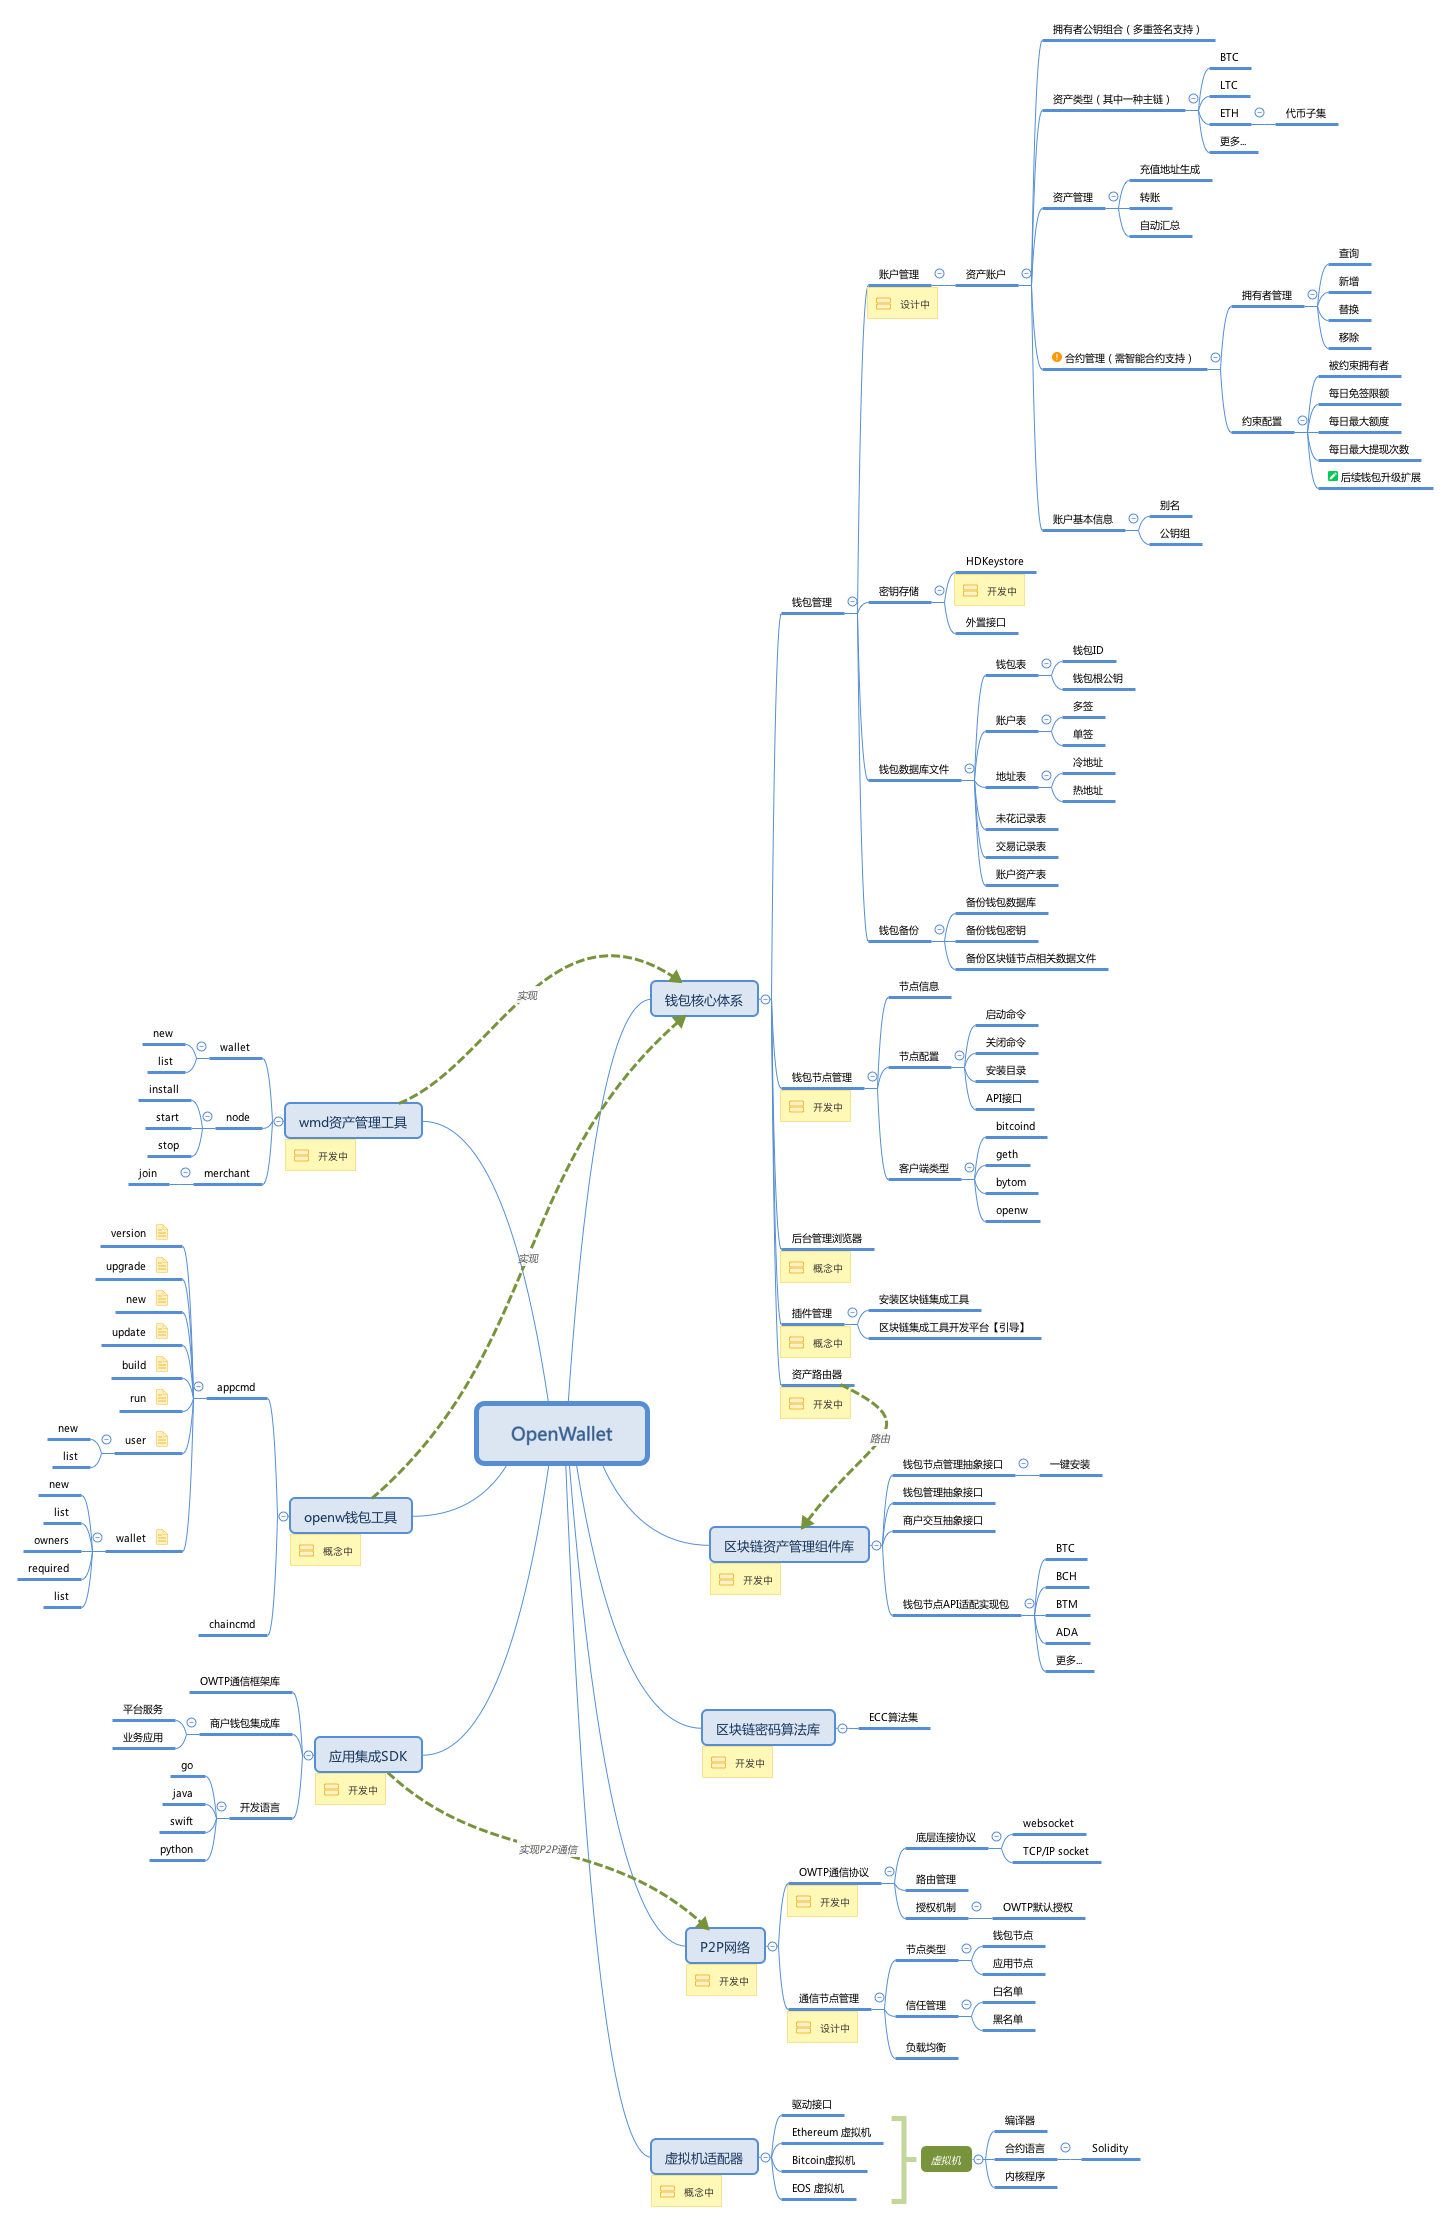 拥有者公钥组合（多重签名支持）
BTC
LTC
资产类型（其中一种主链）
ETH
代币子集
更多...
充值地址生成
资产管理
转账
自动汇总
账户管理
设计中
资产账户
查询
拥有者管理
新增
替换
移除
合约管理（需智能合约支持）
被约束拥有者
每日免签限额
约束配置
每日最大额度
每日最大提现次数
后续钱包升级扩展
账户基本信息
别名
公钥组
钱包管理
密钥存储
HDKeystore
开发中
外置接口
钱包数据库文件
钱包表
钱包ID
钱包根公钥
账户表
多签
单签
地址表
冷地址
热地址
未花记录表
交易记录表
账户资产表
钱包备份
备份钱包数据库
备份钱包密钥
备份区块链节点相关数据文件
实现
钱包核心体系
节点信息
钱包节点管理
开发中
节点配置
启动命令
关闭命令
安装目录
API接口
客户端类型
bitcoind
geth
bytom
openw
后台管理浏览器
概念中
插件管理
概念中
安装区块链集成工具
区块链集成工具开发平台【引导】
资产路由器
开发中
new
list
wallet
install
start
stop
node
join
merchant
wmd资产管理工具
开发中
实现
version
upgrade
new
update
build
run
appcmd
new
list
user
new
list
owners
required
list
wallet
chaincmd
openw钱包工具
概念中
OpenWallet
路由
区块链资产管理组件库
开发中
钱包节点管理抽象接口
一键安装
钱包管理抽象接口
商户交互抽象接口
钱包节点API适配实现包
BTC
BCH
BTM
ADA
更多...
OWTP通信框架库
平台服务
业务应用
商户钱包集成库
go
java
swift
python
开发语言
应用集成SDK
开发中
区块链密码算法库
开发中
ECC算法集
实现P2P通信
P2P网络
开发中
OWTP通信协议
开发中
底层连接协议
websocket
TCP/IP socket
路由管理
授权机制
OWTP默认授权
通信节点管理
设计中
节点类型
钱包节点
应用节点
信任管理
白名单
黑名单
负载均衡
虚拟机适配器
概念中
驱动接口
Ethereum 虚拟机
Bitcoin虚拟机
EOS 虚拟机
虚拟机
编译器
合约语言
Solidity
内核程序